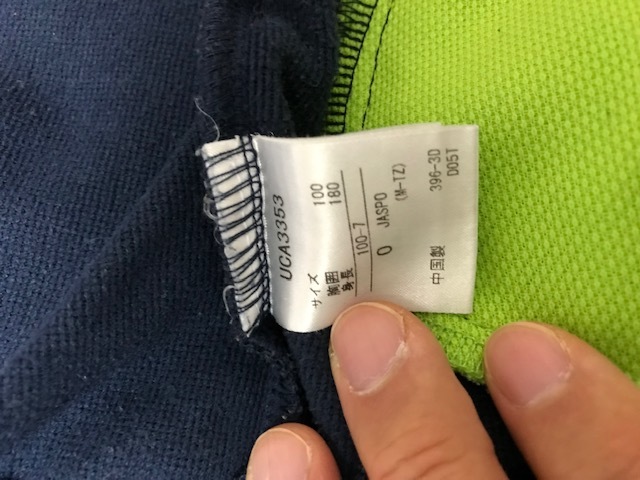 UCA3353
サイズ
胸囲 100
身長 180
100-7
O JASPO
(M-TZ)
中国製 396-3D
D05T